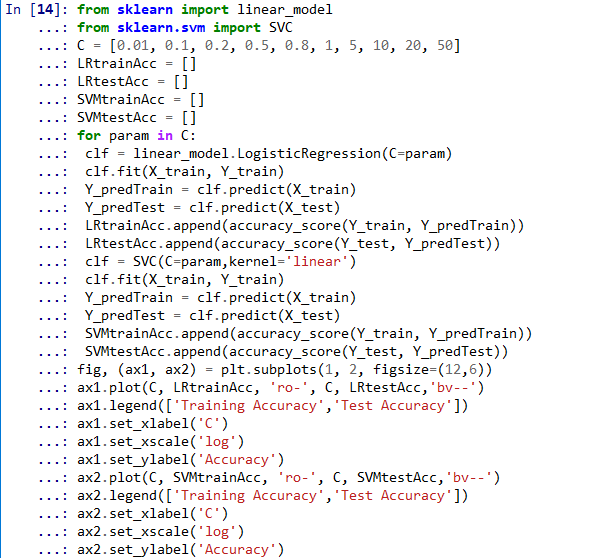 In [14]: from sklearn import linear_model
...: from sklearn.svm import SVC
...: C = [0.01, 0.1, 0.2, 0.5, 0.8, 1, 5, 10, 20, 50]
...: LRtrainAcc = []
...: LRtestAcc = []
...: SVMtrainAcc = []
...: SVMtestAcc = []
...: for param in C:
...:  clf = linear_model.LogisticRegression(C=param)
...:  clf.fit(X_train, Y_train)
...:  Y_predTrain = clf.predict(X_train)
...:  Y_predTest = clf.predict(X_test)
...:  LRtrainAcc.append(accuracy_score(Y_train, Y_predTrain))
...:  LRtestAcc.append(accuracy_score(Y_test, Y_predTest))
...:  clf = SVC(C=param,kernel='linear')
...:  clf.fit(X_train, Y_train)
...:  Y_predTrain = clf.predict(X_train)
...:  Y_predTest = clf.predict(X_test)
...:  SVMtrainAcc.append(accuracy_score(Y_train, Y_predTrain))
...:  SVMtestAcc.append(accuracy_score(Y_test, Y_predTest))
...: fig, (ax1, ax2) = plt.subplots(1, 2, figsize=(12,6))
...: ax1.plot(C, LRtrainAcc, 'ro-', C, LRtestAcc,'bv--')
...: ax1.legend(['Training Accuracy','Test Accuracy'])
...: ax1.set_xlabel('C')
...: ax1.set_xscale('log')
...: ax1.set_ylabel('Accuracy')
...: ax2.plot(C, SVMtrainAcc, 'ro-', C, SVMtestAcc,'bv--')
...: ax2.legend(['Training Accuracy','Test Accuracy'])
...: ax2.set_xlabel('C')
...: ax2.set_xscale('log')
...: ax2.set_ylabel('Accuracy')